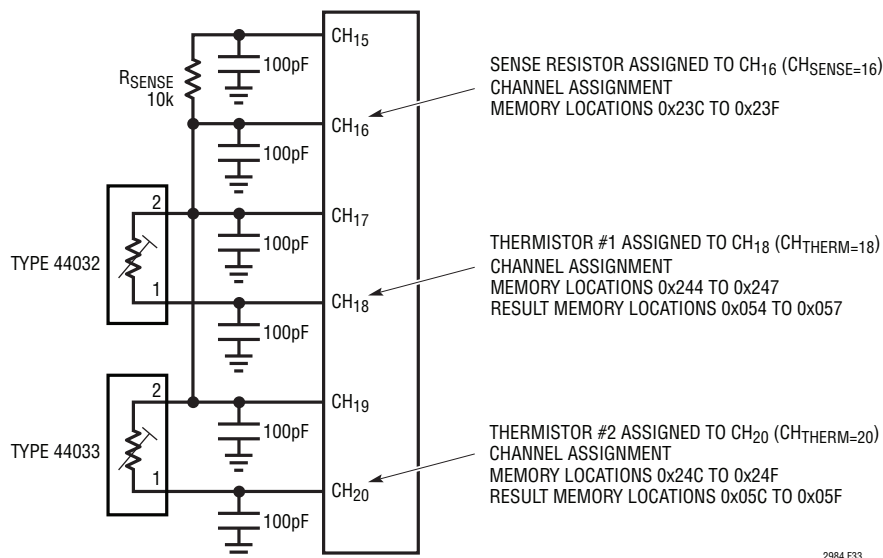 CH15
100pF
RSENSE
10k
CH16
100pF
2
CH17
100pF
TYPE 44032
1
CH18
100pF
2
CH19
100pF
TYPE 44033
1
CH20
100pF
SENSE RESISTOR ASSIGNED TO CH16 (CHSENSE=16)
CHANNEL ASSIGNMENT
MEMORY LOCATIONS 0x23C TO 0x23F
THERMISTOR #1 ASSIGNED TO CH18 (CHTHERM=18)
CHANNEL ASSIGNMENT
MEMORY LOCATIONS 0x244 TO 0x247
RESULT MEMORY LOCATIONS 0x054 TO 0x057
THERMISTOR #2 ASSIGNED TO CH20 (CHTHERM=20)
CHANNEL ASSIGNMENT
MEMORY LOCATIONS 0x24C TO 0x24F
RESULT MEMORY LOCATIONS 0x05C TO 0x05F
2984 F33